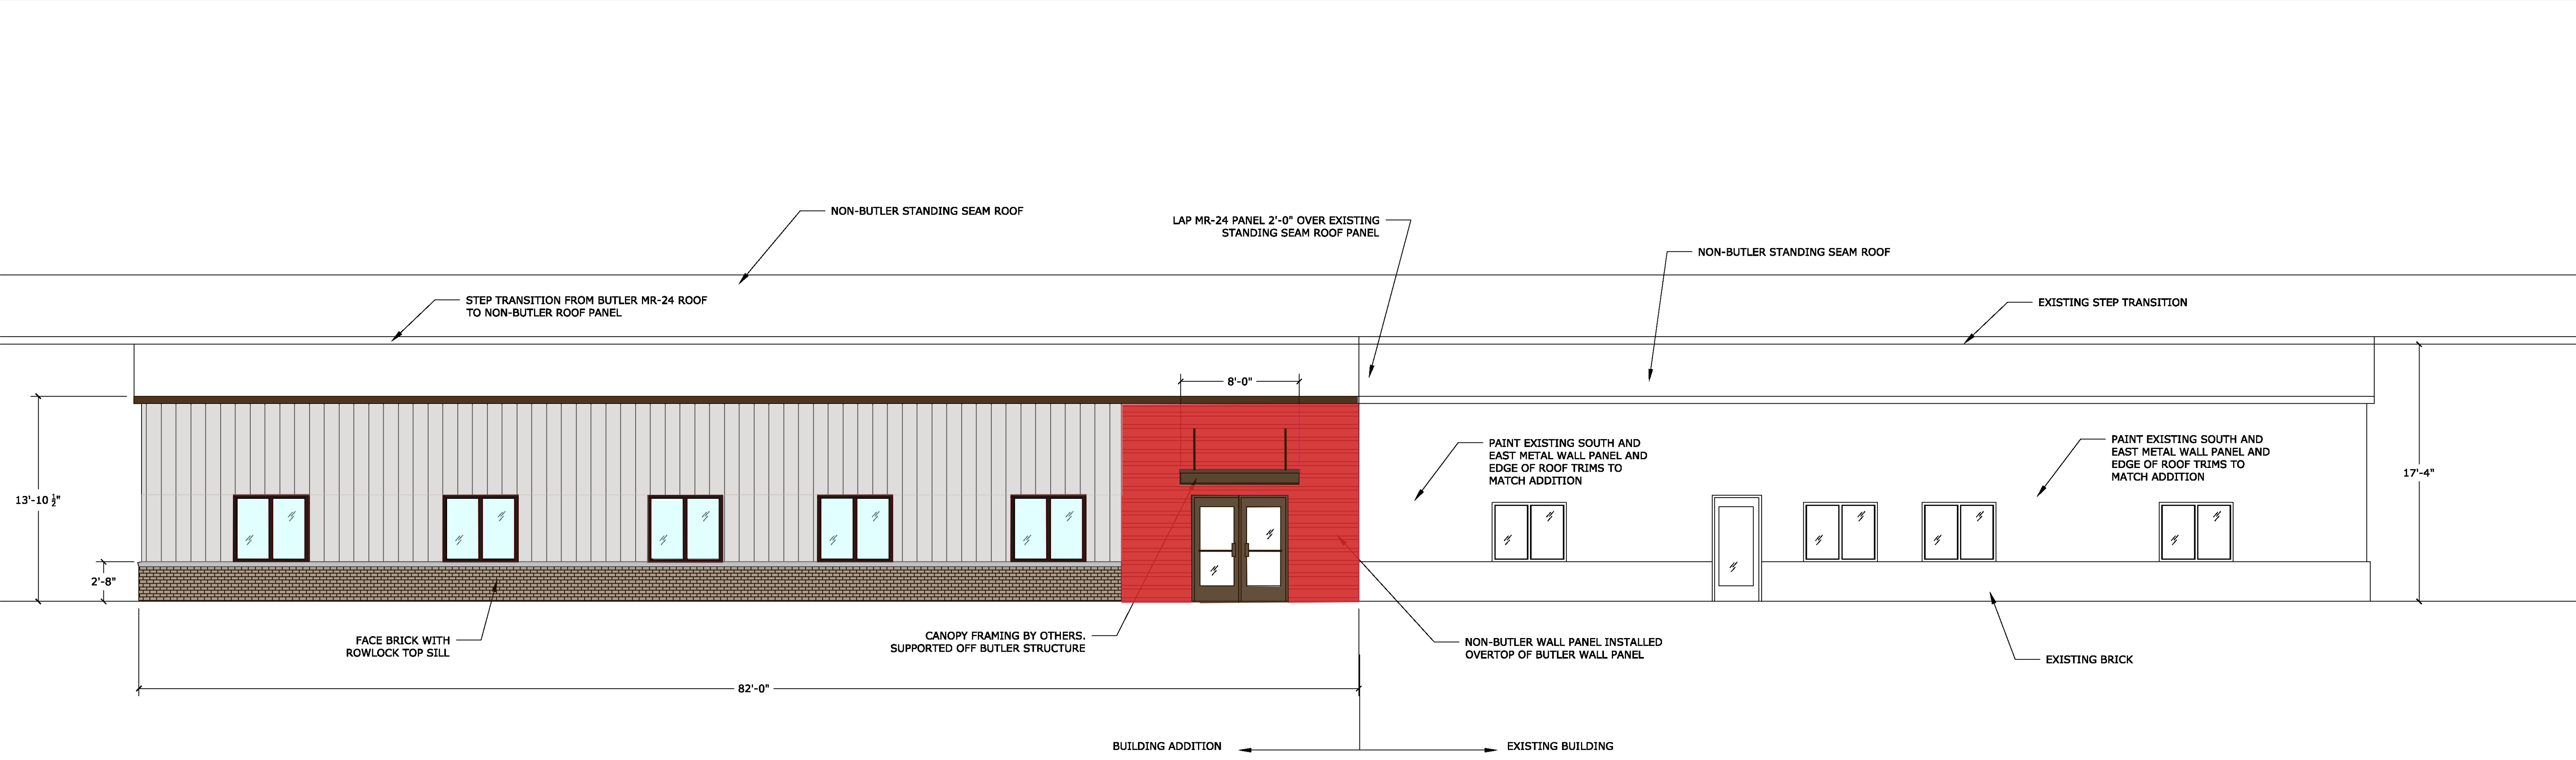 NON-BUTLER STANDING SEAM ROOF
LAP MR-24 PANEL 2'-0" OVER EXISTING
STANDING SEAM ROOF PANEL
NON-BUTLER STANDING SEAM ROOF
STEP TRANSITION FROM BUTLER MR-24 ROOF
TO NON-BUTLER ROOF PANEL
EXISTING STEP TRANSITION
8'-0"
PAINT EXISTING SOUTH AND
EAST METAL WALL PANEL AND
EDGE OF ROOF TRIMS TO
MATCH ADDITION
PAINT EXISTING SOUTH AND
EAST METAL WALL PANEL AND
EDGE OF ROOF TRIMS TO
MATCH ADDITION
17'-4"
13'-10 ½"
2'-8"
FACE BRICK WITH
ROWLOCK TOP SILL
CANOPY FRAMING BY OTHERS.
SUPPORTED OFF BUTLER STRUCTURE
NON-BUTLER WALL PANEL INSTALLED
OVERTOP OF BUTLER WALL PANEL
EXISTING BRICK
82'-0"
BUILDING ADDITION
EXISTING BUILDING